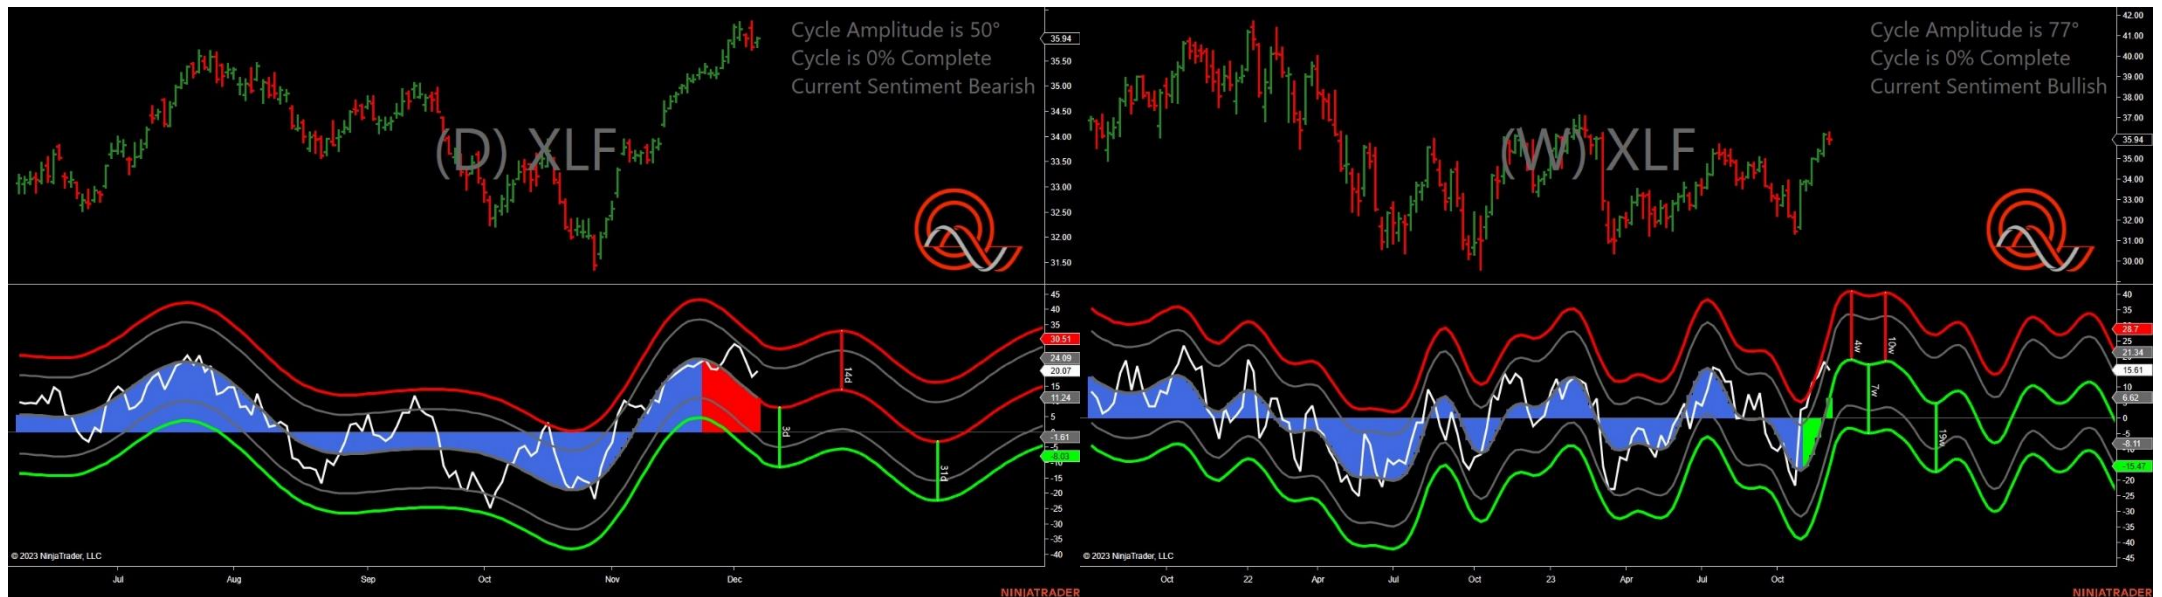 Cycle Amplitude is 50°
Cycle is 0% Complete
Current Sentiment Bearish
(D) XLF
35.94
35.50
35.00
34.50
34.00
33.50
33.00
32.50
32.00
31.50
45
40
35
30.51
24.09
20.07
15
11.24
5
0
-1.61
-5
-8.03
-10
-15
-20
-25
-30
-35
-40
3d
14d
31d
© 2023 NinjaTrader, LLC
Jul Aug Sep Oct Nov Dec
NINJATRADER
Cycle Amplitude is 77°
Cycle is 0% Complete
Current Sentiment Bullish
(W) XLF
42.00
41.00
40.00
39.00
38.00
37.00
35.94
35.00
34.00
33.00
32.00
31.00
30.00
40
35
28.7
21.34
15.61
10
6.62
0
-8.11
-10
-15.47
-20
-25
-30
-35
-40
-45
4w
10w
7w
19w
© 2023 NinjaTrader, LLC
Oct 22 Apr Jul Oct 23 Apr Jul Oct
NINJATRADER